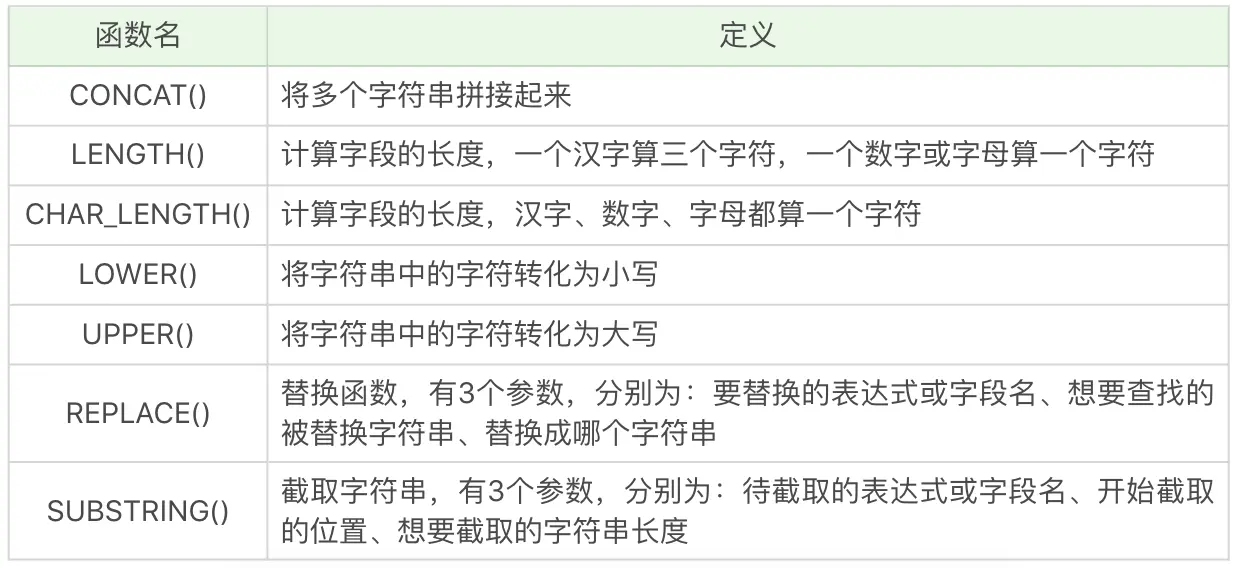 函数名 定义
CONCAT() 将多个字符串拼接起来
LENGTH() 计算字段的长度，一个汉字算三个字符，一个数字或字母算一个字符
CHAR_LENGTH() 计算字段的长度，汉字、数字、字母都算一个字符
LOWER() 将字符串中的字符转化为小写
UPPER() 将字符串中的字符转化为大写
REPLACE() 替换函数，有3个参数，分别为：要替换的表达式或字段名、想要查找的
被替换字符串、替换成哪个字符串
SUBSTRING() 截取字符串，有3个参数，分别为：待截取的表达式或字段名、开始截取
的位置、想要截取的字符串长度